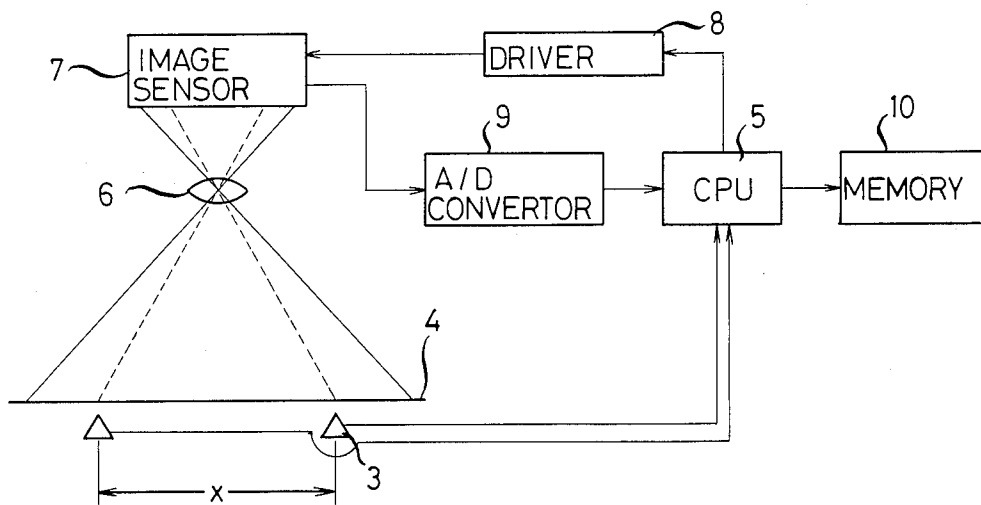 8
7
IMAGE
SENSOR
DRIVER
9
5
10
A/D
CONVERTOR
CPU
MEMORY
6
4
3
x